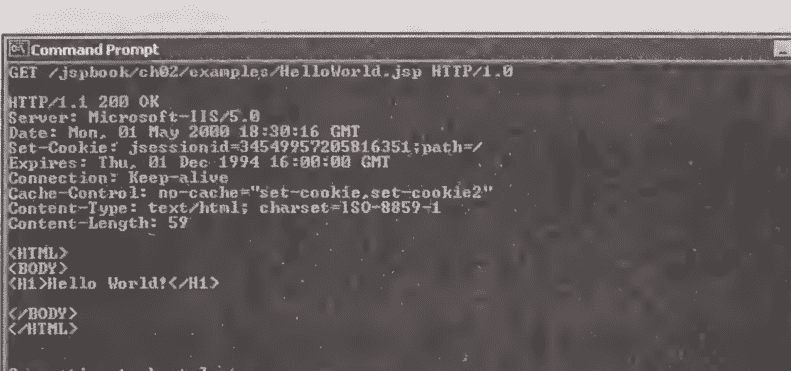 Command Prompt
GET /jspbook/ch02/examples/HelloWorld.jsp HTTP/1.0
HTTP/1.1 200 OK
Server: Microsoft-IIS/5.0
Date: Mon, 01 May 2000 18:30:16 GMT
Set-Cookie: jsessionid=34549957205816351;path=/
Expires: Thu, 01 Dec 1994 16:00:00 GMT
Connection: Keep-alive
Cache-Control: no-cache="set-cookie,set-cookie2"
Content-Type: text/html; charset=ISO-8859-1
Content-Length: 59
<HTML>
<BODY>
<H1>Hello World!</H1>
</BODY>
</HTML>